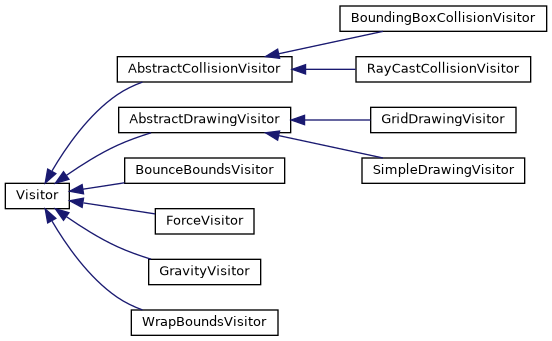 BoundingBoxCollisionVisitor
AbstractCollisionVisitor
RayCastCollisionVisitor
AbstractDrawingVisitor
GridDrawingVisitor
SimpleDrawingVisitor
BounceBoundsVisitor
Visitor
ForceVisitor
GravityVisitor
WrapBoundsVisitor